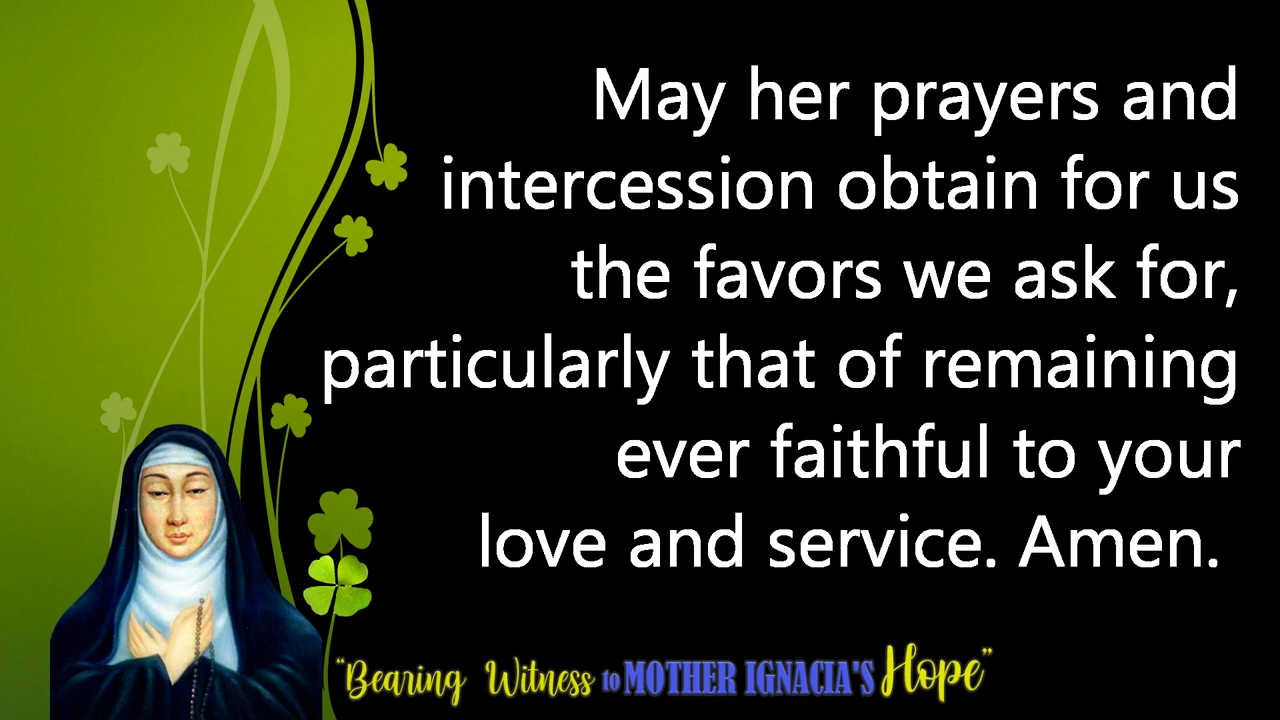 May her prayers and
intercession obtain for us
the favors we ask for,
particularly that of remaining
ever faithful to your
love and service. Amen.
“Bearing Witness to MOTHER IGNACIA'S Hope”